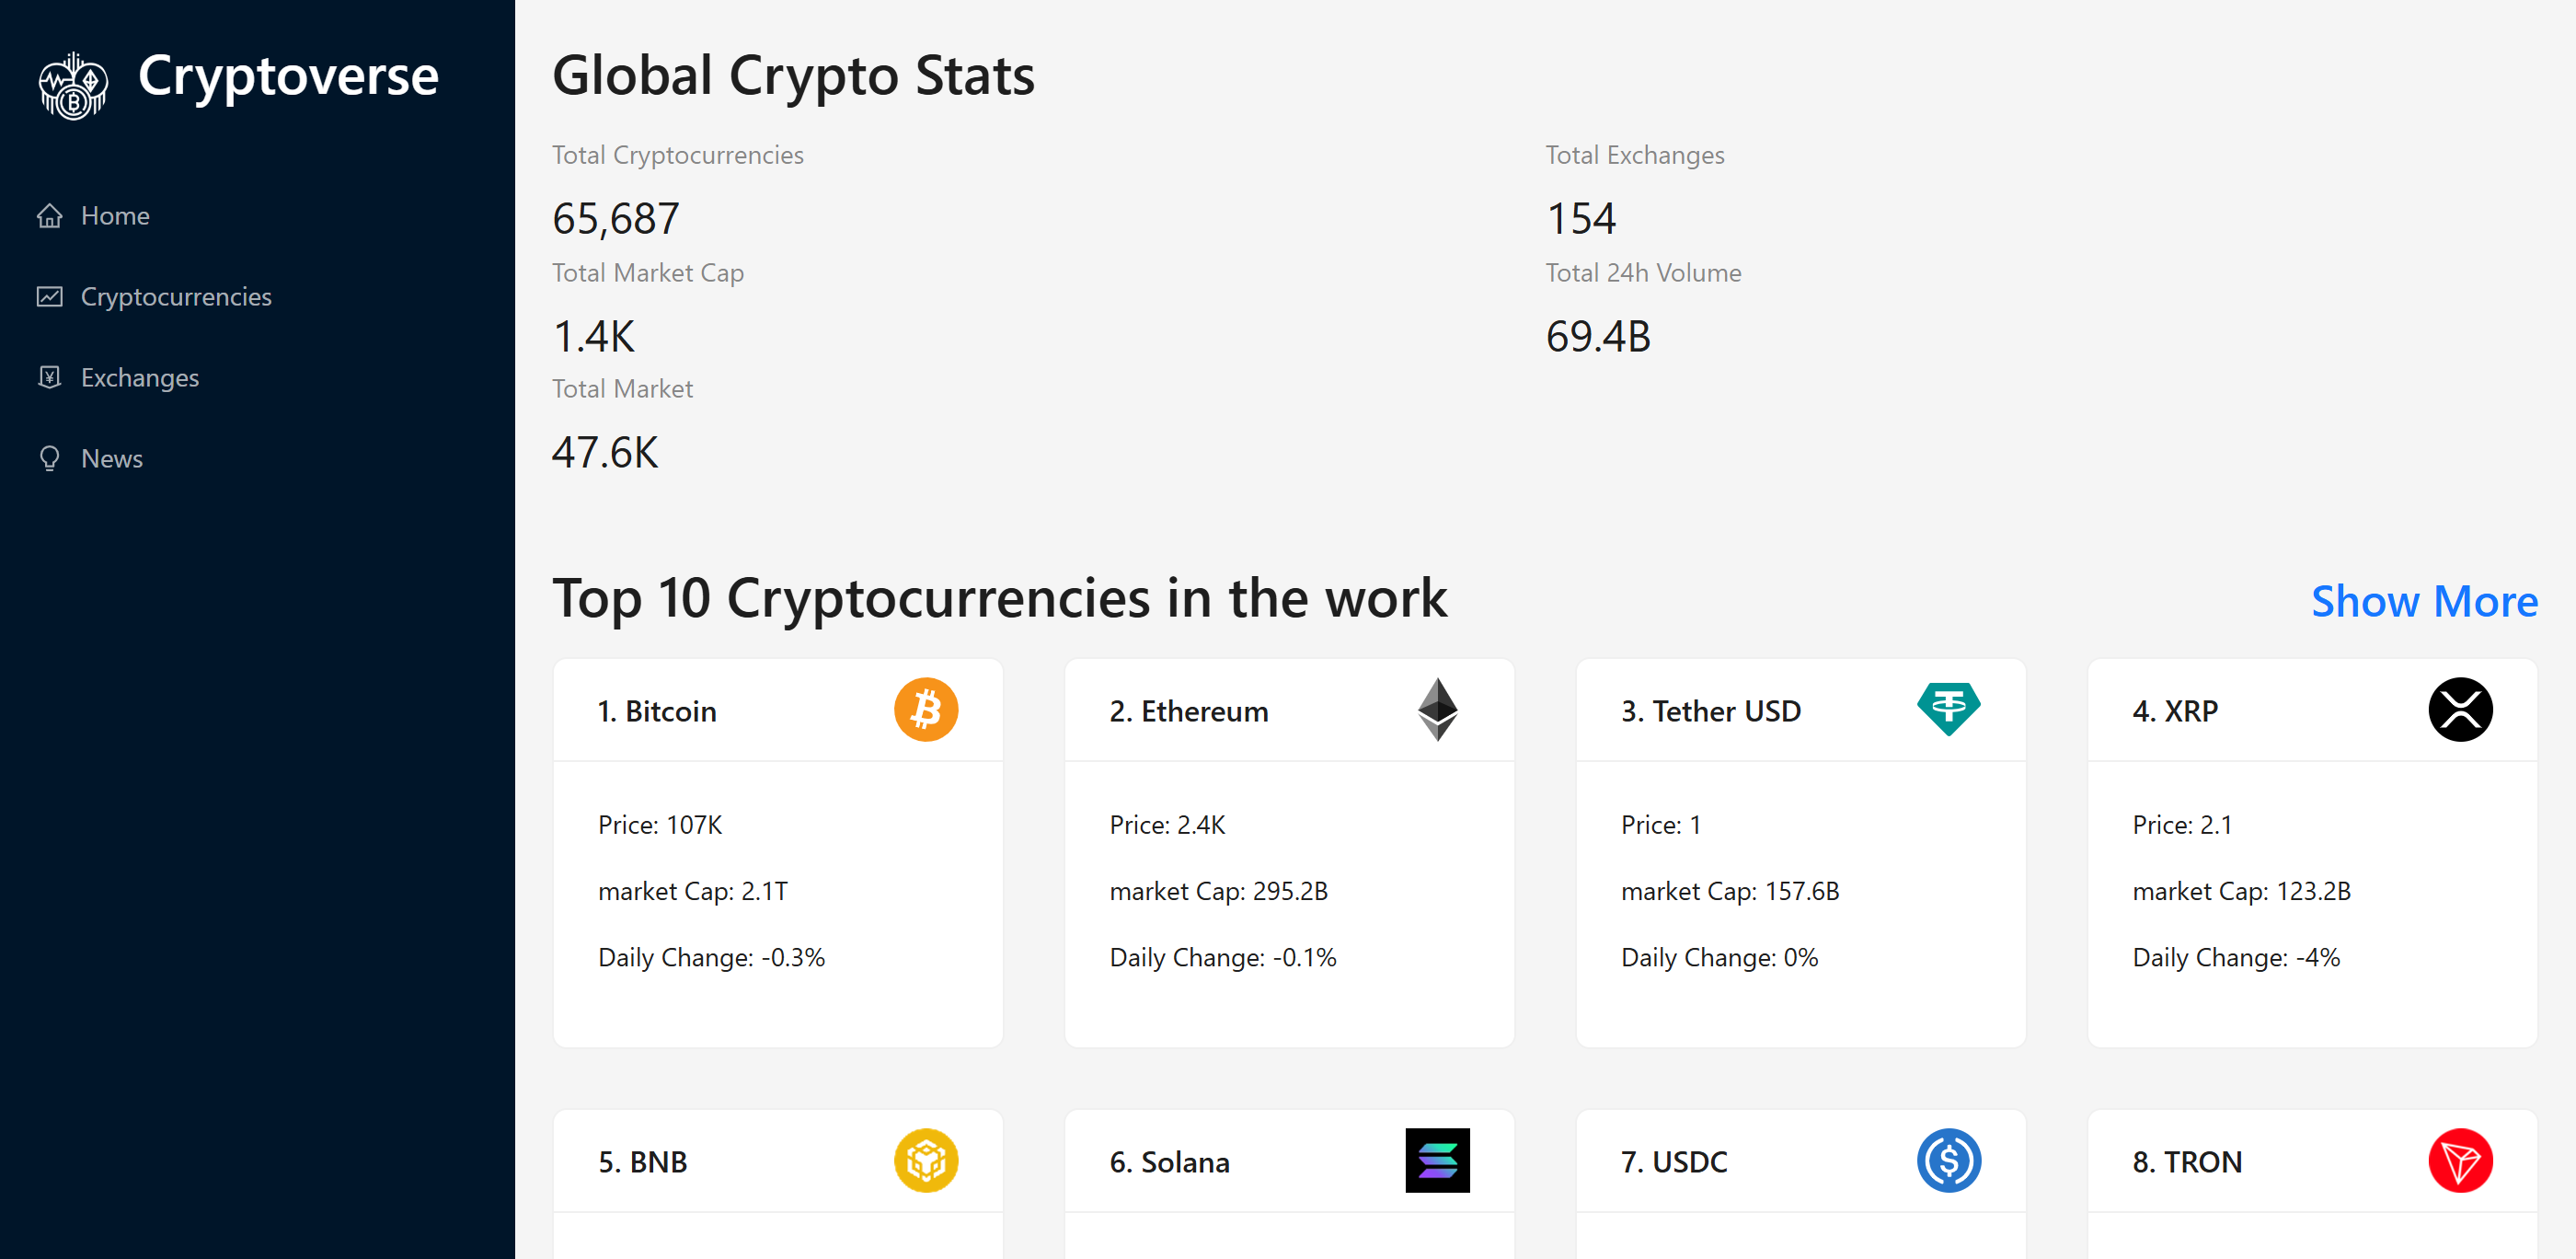 Cryptoverse
Home
Cryptocurrencies
Exchanges
News
Global Crypto Stats
Total Cryptocurrencies
65,687
Total Exchanges
154
Total Market Cap
1.4K
Total 24h Volume
69.4B
Total Market
47.6K
Top 10 Cryptocurrencies in the work
Show More
1. Bitcoin
Price: 107K
market Cap: 2.1T
Daily Change: -0.3%
2. Ethereum
Price: 2.4K
market Cap: 295.2B
Daily Change: -0.1%
3. Tether USD
Price: 1
market Cap: 157.6B
Daily Change: 0%
4. XRP
Price: 2.1
market Cap: 123.2B
Daily Change: -4%
5. BNB
6. Solana
7. USDC
8. TRON